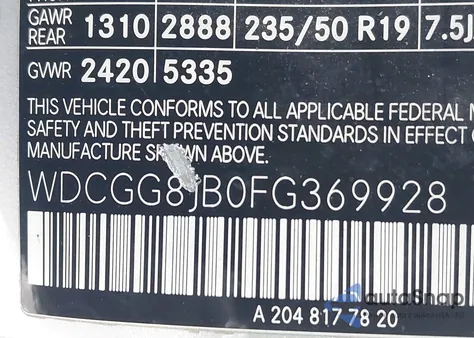 GAWR 1310 2888 235/50 R19 7.5J
REAR
GVWR 2420 5335
THIS VEHICLE CONFORMS TO ALL APPLICABLE FEDERAL
SAFETY AND THEFT PREVENTION STANDARDS IN EFFECT
MANUFACTURE SHOWN ABOVE.
WDCGG8JB0FG369928
autoSnap
A 204 817 78 20